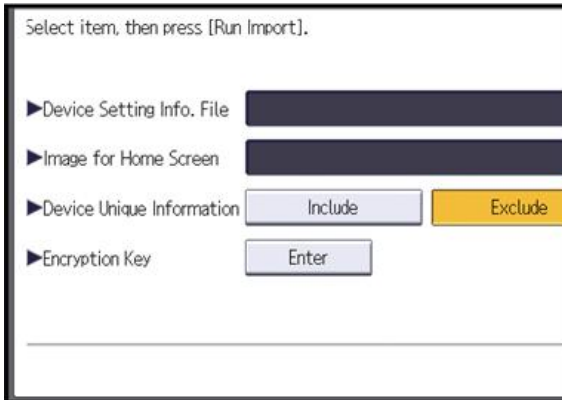 Select item, then press [Run Import].
▶Device Setting Info. File
▶Image for Home Screen
▶Device Unique Information Include Exclude
▶Encryption Key Enter